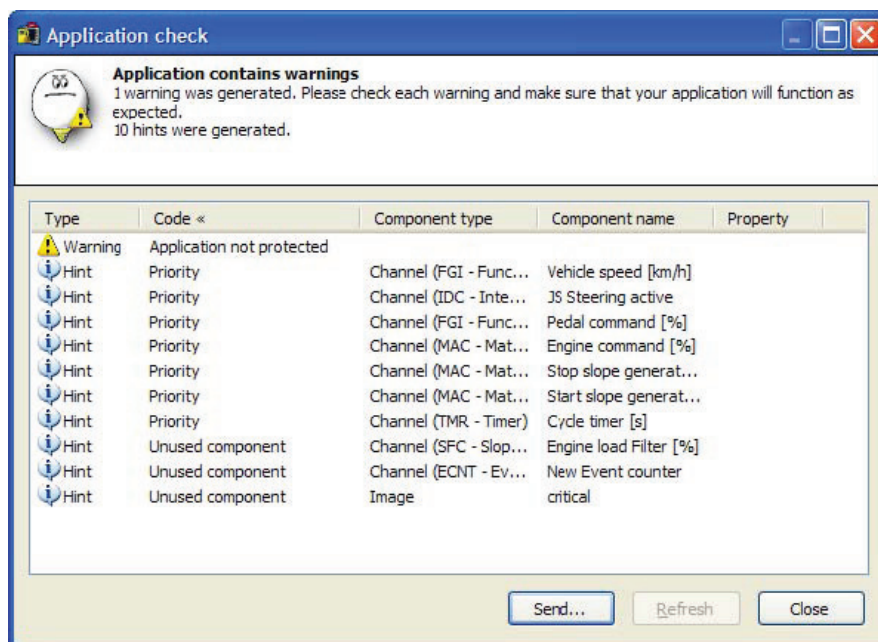 Application check
Application contains warnings
1 warning was generated. Please check each warning and make sure that your application will function as
expected.
10 hints were generated.
Type Code « Component type Component name Property
Warning Application not protected
Hint Priority Channel (FGI - Func... Vehicle speed [km/h]
Hint Priority Channel (IDC - Inte... JS Steering active
Hint Priority Channel (FGI - Func... Pedal command [%]
Hint Priority Channel (MAC - Mat... Engine command [%]
Hint Priority Channel (MAC - Mat... Stop slope generat...
Hint Priority Channel (MAC - Mat... Start slope generat...
Hint Priority Channel (TMR - Timer) Cycle timer [s]
Hint Unused component Channel (SFC - Slop... Engine load Filter [%]
Hint Unused component Channel (ECNT - Ev... New Event counter
Hint Unused component Image critical
Send... Refresh Close